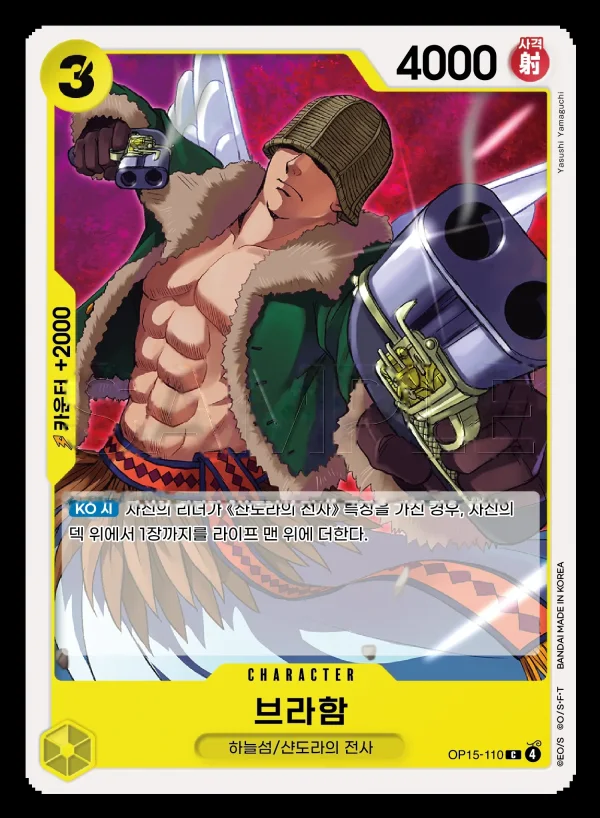 3
4000
사격
射
Yasushi Yamaguchi
카운터 +2000
SAMPLE
KO 시 자신의 리더가 《샨도라의 전사》 특징을 가진 경우, 자신의
덱 위에서 1장까지를 라이프 맨 위에 더한다.
CHARACTER
브라함
하늘섬/샨도라의 전사
OP15-110 C 4
©EO/S ©O/S·F·T BANDAI MADE IN KOREA